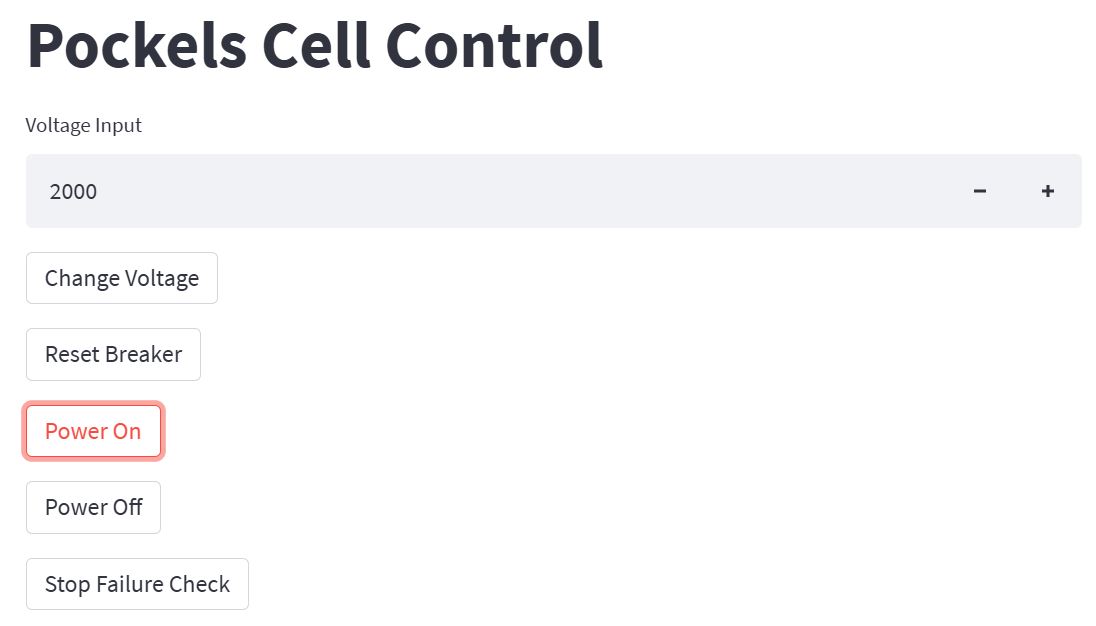 Pockels Cell Control
Voltage Input
2000 − +
Change Voltage
Reset Breaker
Power On
Power Off
Stop Failure Check